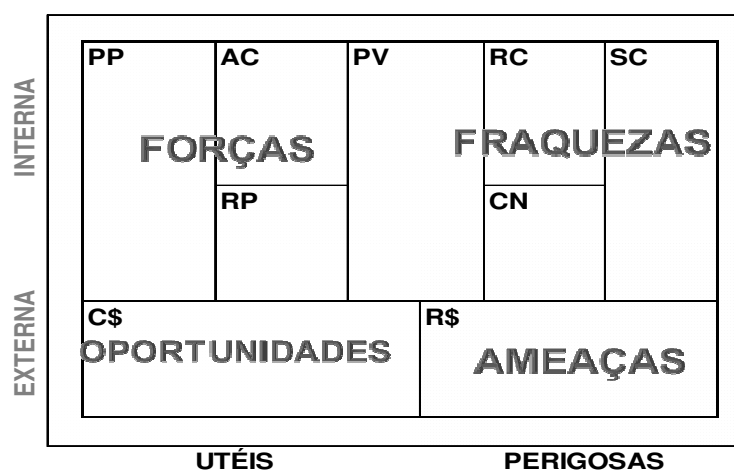 PP AC PV RC SC
INTERNA
FORÇAS FRAQUEZAS
RP CN
EXTERNA
C$ R$
OPORTUNIDADES AMEAÇAS
UTÉIS PERIGOSAS